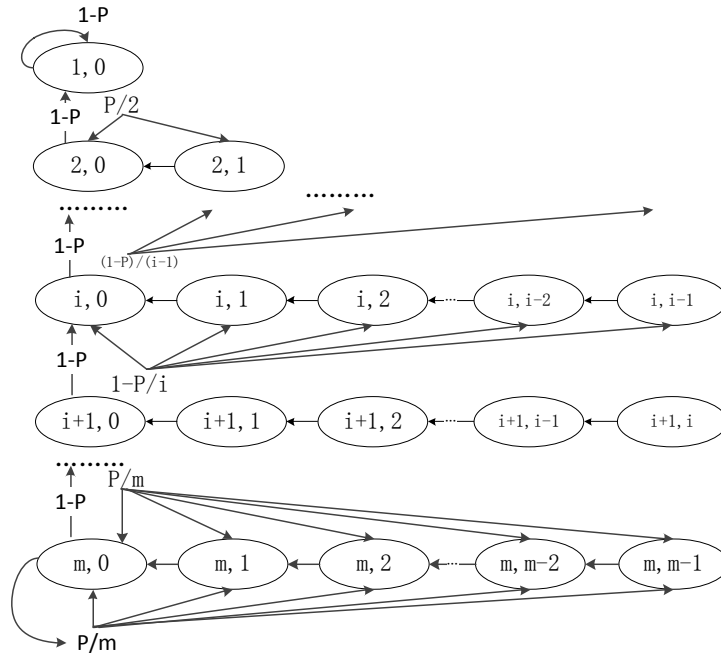 1-P
1,0
1-P
P/2
2,0
2,1
.........
.........
1-P
(1-P)/(i-1)
i,0
i,1
i,2
...
i,i-2
i,i-1
1-P
1-P/i
i+1,0
i+1,1
i+1,2
...
i+1,i-1
i+1,i
.........
1-P
P/m
m,0
m,1
m,2
...
m,m-2
m,m-1
P/m